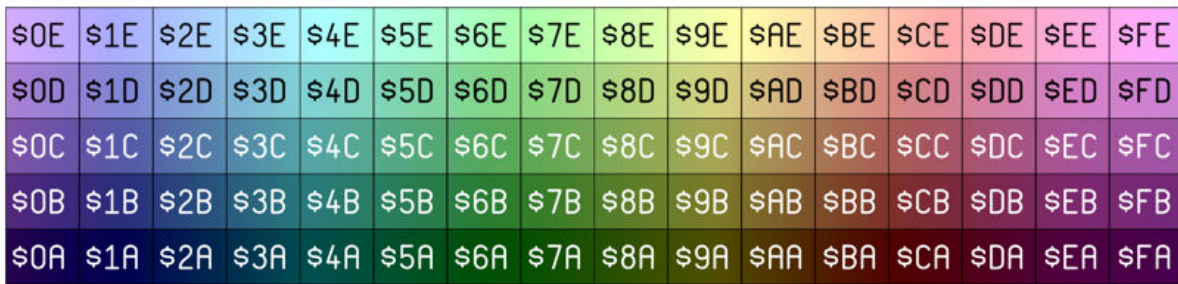 $0E $1E $2E $3E $4E $5E $6E $7E $8E $9E $AE $BE $CE $DE $EE $FE
$0D $1D $2D $3D $4D $5D $6D $7D $8D $9D $AD $BD $CD $DD $ED $FD
$0C $1C $2C $3C $4C $5C $6C $7C $8C $9C $AC $BC $CC $DC $EC $FC
$0B $1B $2B $3B $4B $5B $6B $7B $8B $9B $AB $BB $CB $DB $EB $FB
$0A $1A $2A $3A $4A $5A $6A $7A $8A $9A $AA $BA $CA $DA $EA $FA